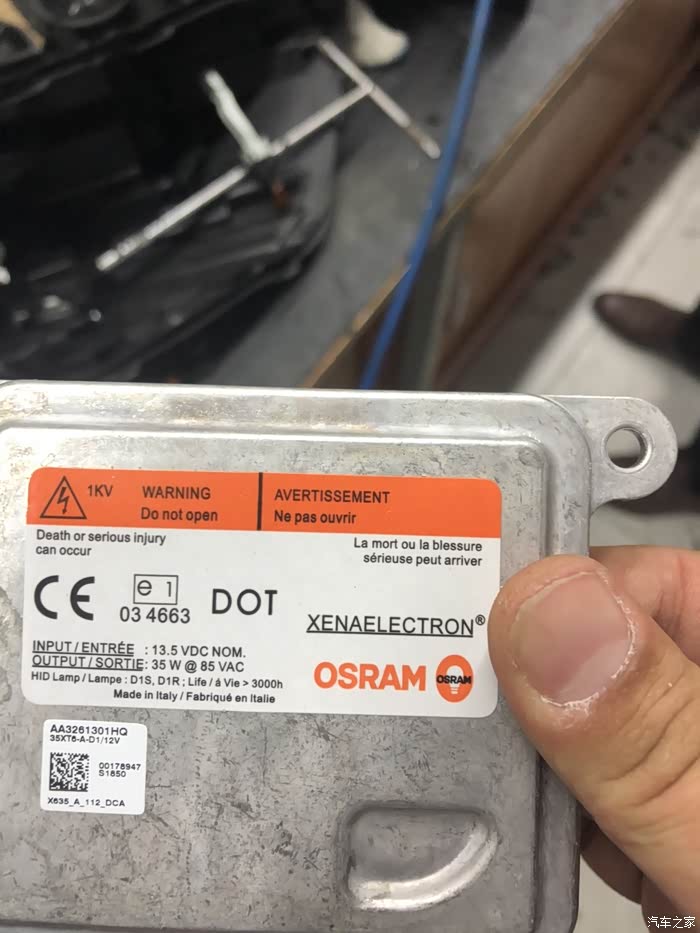 1KV
WARNING
Do not open
AVERTISSEMENT
Ne pas ouvrir
Death or serious injury
can occur
La mort ou la blessure
sérieuse peut arriver
CE
e1
03 4663
DOT
XENAELECTRON®
INPUT / ENTRÉE : 13.5 VDC NOM.
OUTPUT / SORTIE: 35 W @ 85 VAC
HID Lamp / Lampe : D1S, D1R ; Life / á Vie > 3000h
Made in Italy / Fabriqué en Italie
OSRAM
OSRAM
AA3261301HQ
35XT6-A-D1/12V
00178947
S1850
X635_A_112_DCA
汽车之家